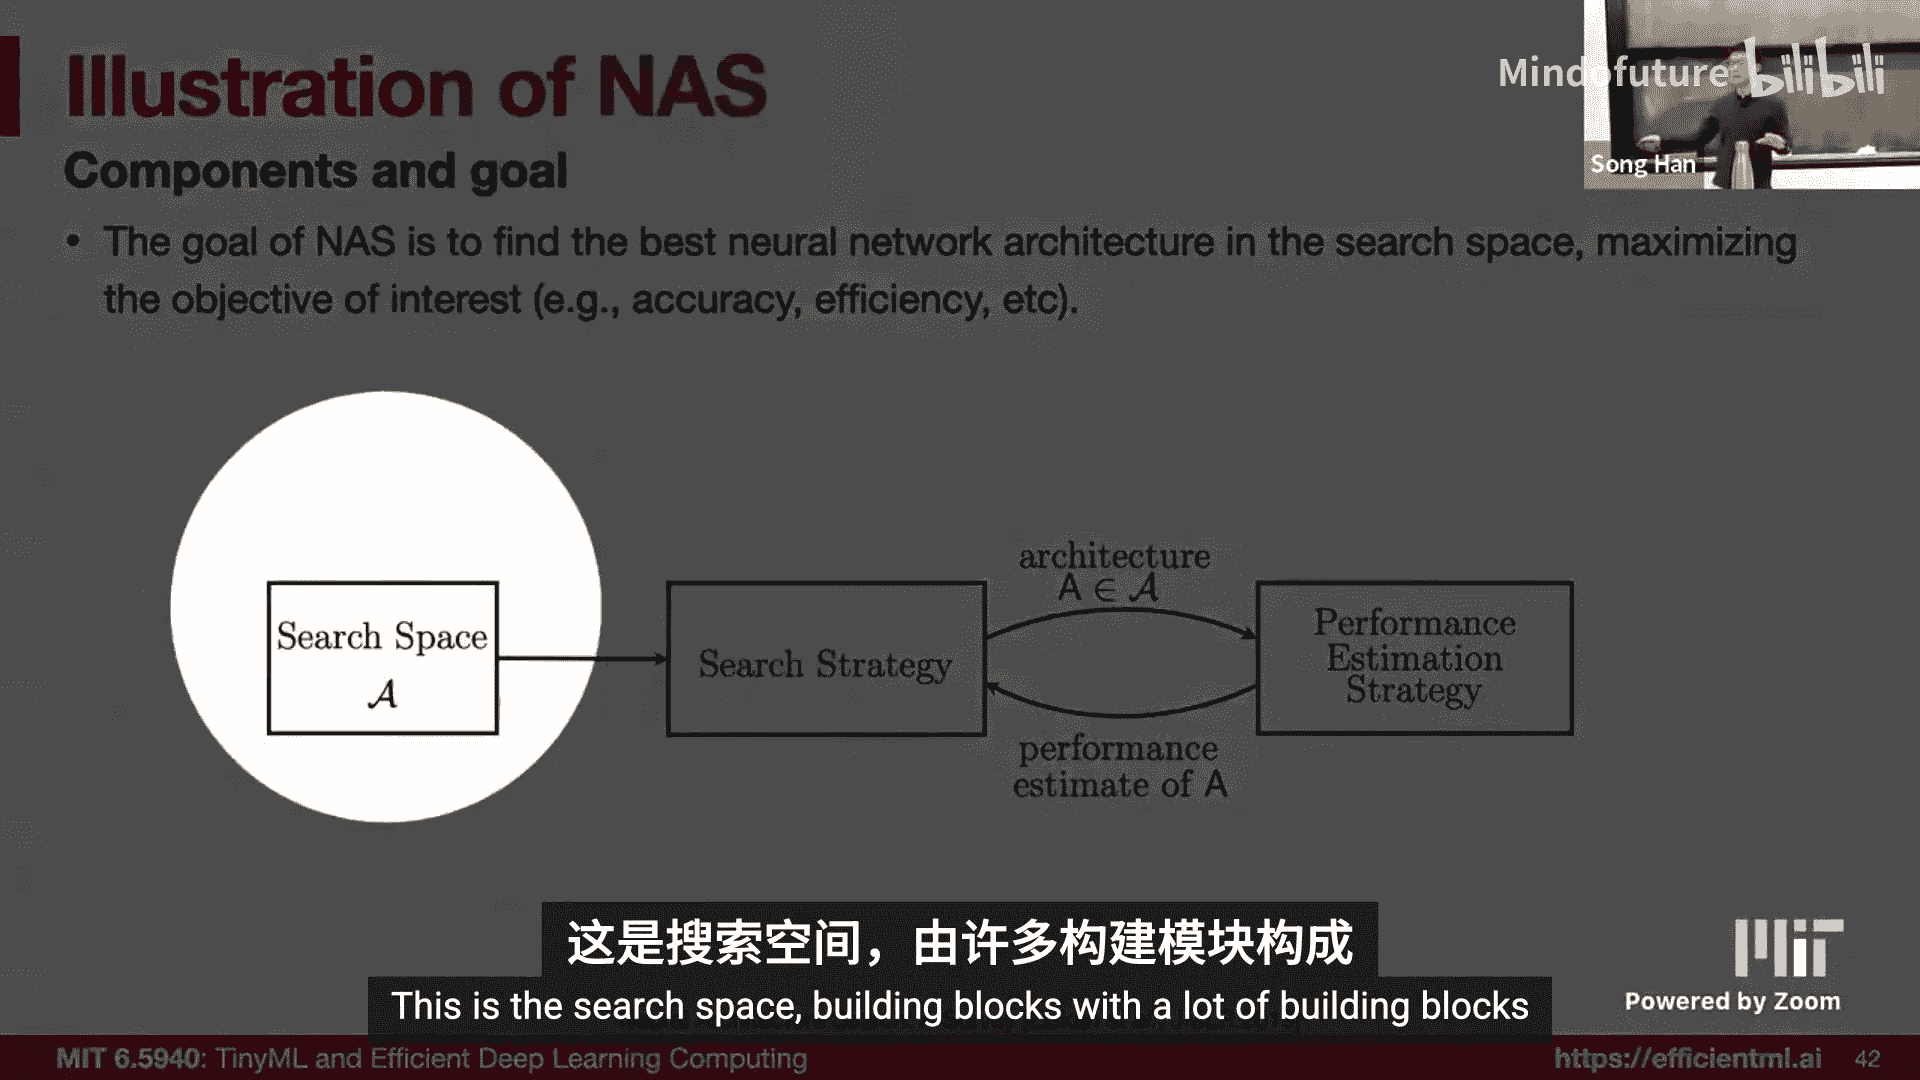 Illustration of NAS
Mindofuture bilibili
Song Han
Components and goal
• The goal of NAS is to find the best neural network architecture in the search space, maximizing
the objective of interest (e.g., accuracy, efficiency, etc).
Search Space
𝒜
Search Strategy
architecture
A ∈ 𝒜
performance
estimate of A
Performance
Estimation
Strategy
这是搜索空间，由许多构建模块构成
This is the search space, building blocks with a lot of building blocks
MIT
Powered by Zoom
MIT 6.5940: TinyML and Efficient Deep Learning Computing
https://efficientml.ai
42